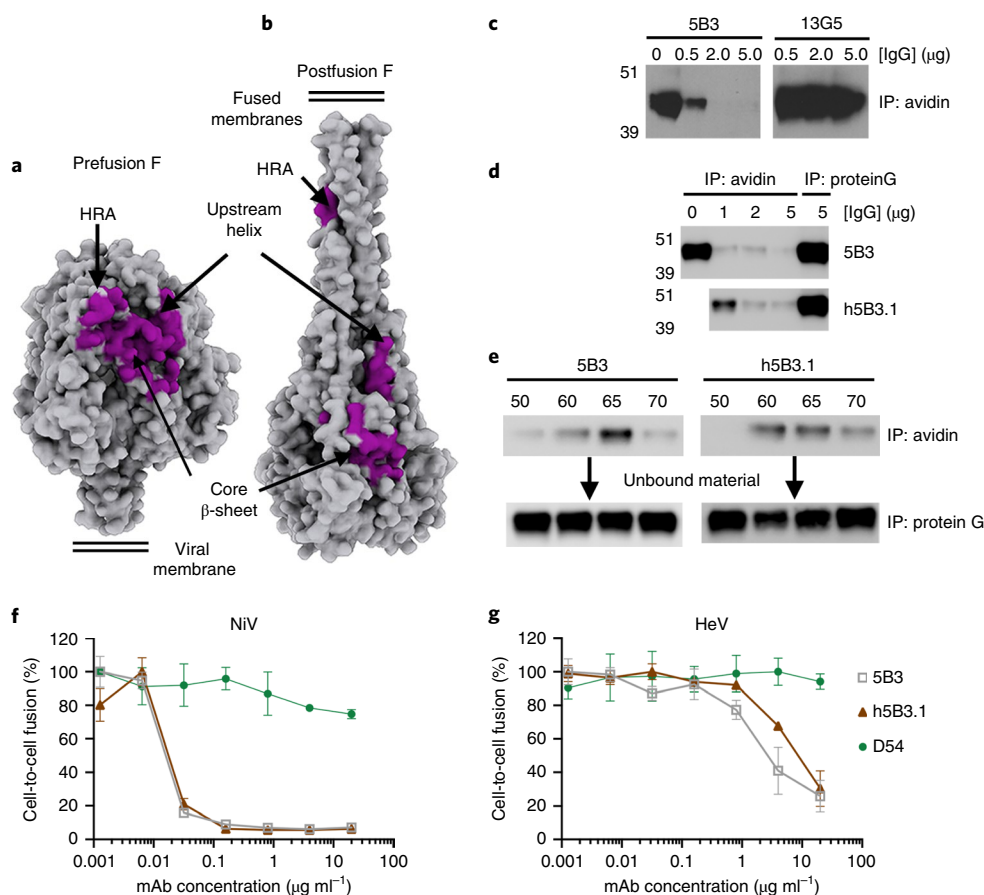 a
Prefusion F
HRA
Viral
membrane
b
Postfusion F
Fused
membranes
HRA
Upstream
helix
Core
β-sheet
c
5B3 13G5
0 0.5 2.0 5.0 0.5 2.0 5.0 [IgG] (μg)
51
39
IP: avidin
d
IP: avidin IP: proteinG
0 1 2 5 5 [IgG] (μg)
51
39
5B3
51
39
h5B3.1
e
5B3 h5B3.1
50 60 65 70 50 60 65 70
IP: avidin
Unbound material
IP: protein G
f
NiV
Cell-to-cell fusion (%)
120
100
80
60
40
20
0
0.001 0.01 0.1 1 10 100
mAb concentration (μg ml⁻¹)
g
HeV
Cell-to-cell fusion (%)
120
100
80
60
40
20
0
0.001 0.01 0.1 1 10 100
mAb concentration (μg ml⁻¹)
5B3
h5B3.1
D54